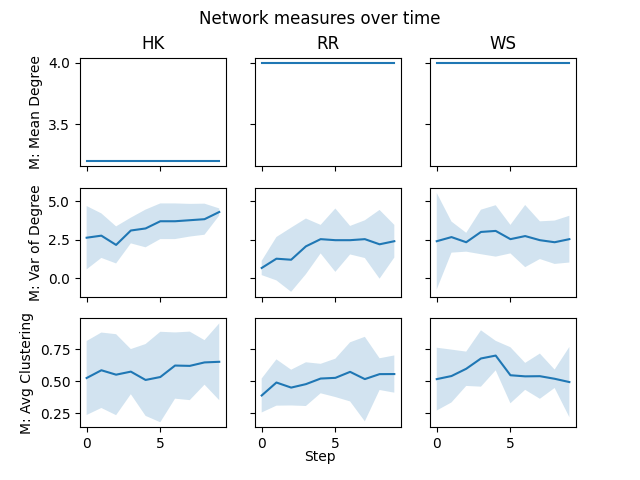 Network measures over time
HK RR WS
M: Mean Degree
4.0
3.5
M: Var of Degree
5.0
2.5
0.0
M: Avg Clustering
0.75
0.50
0.25
0 5 0 5 0 5
Step